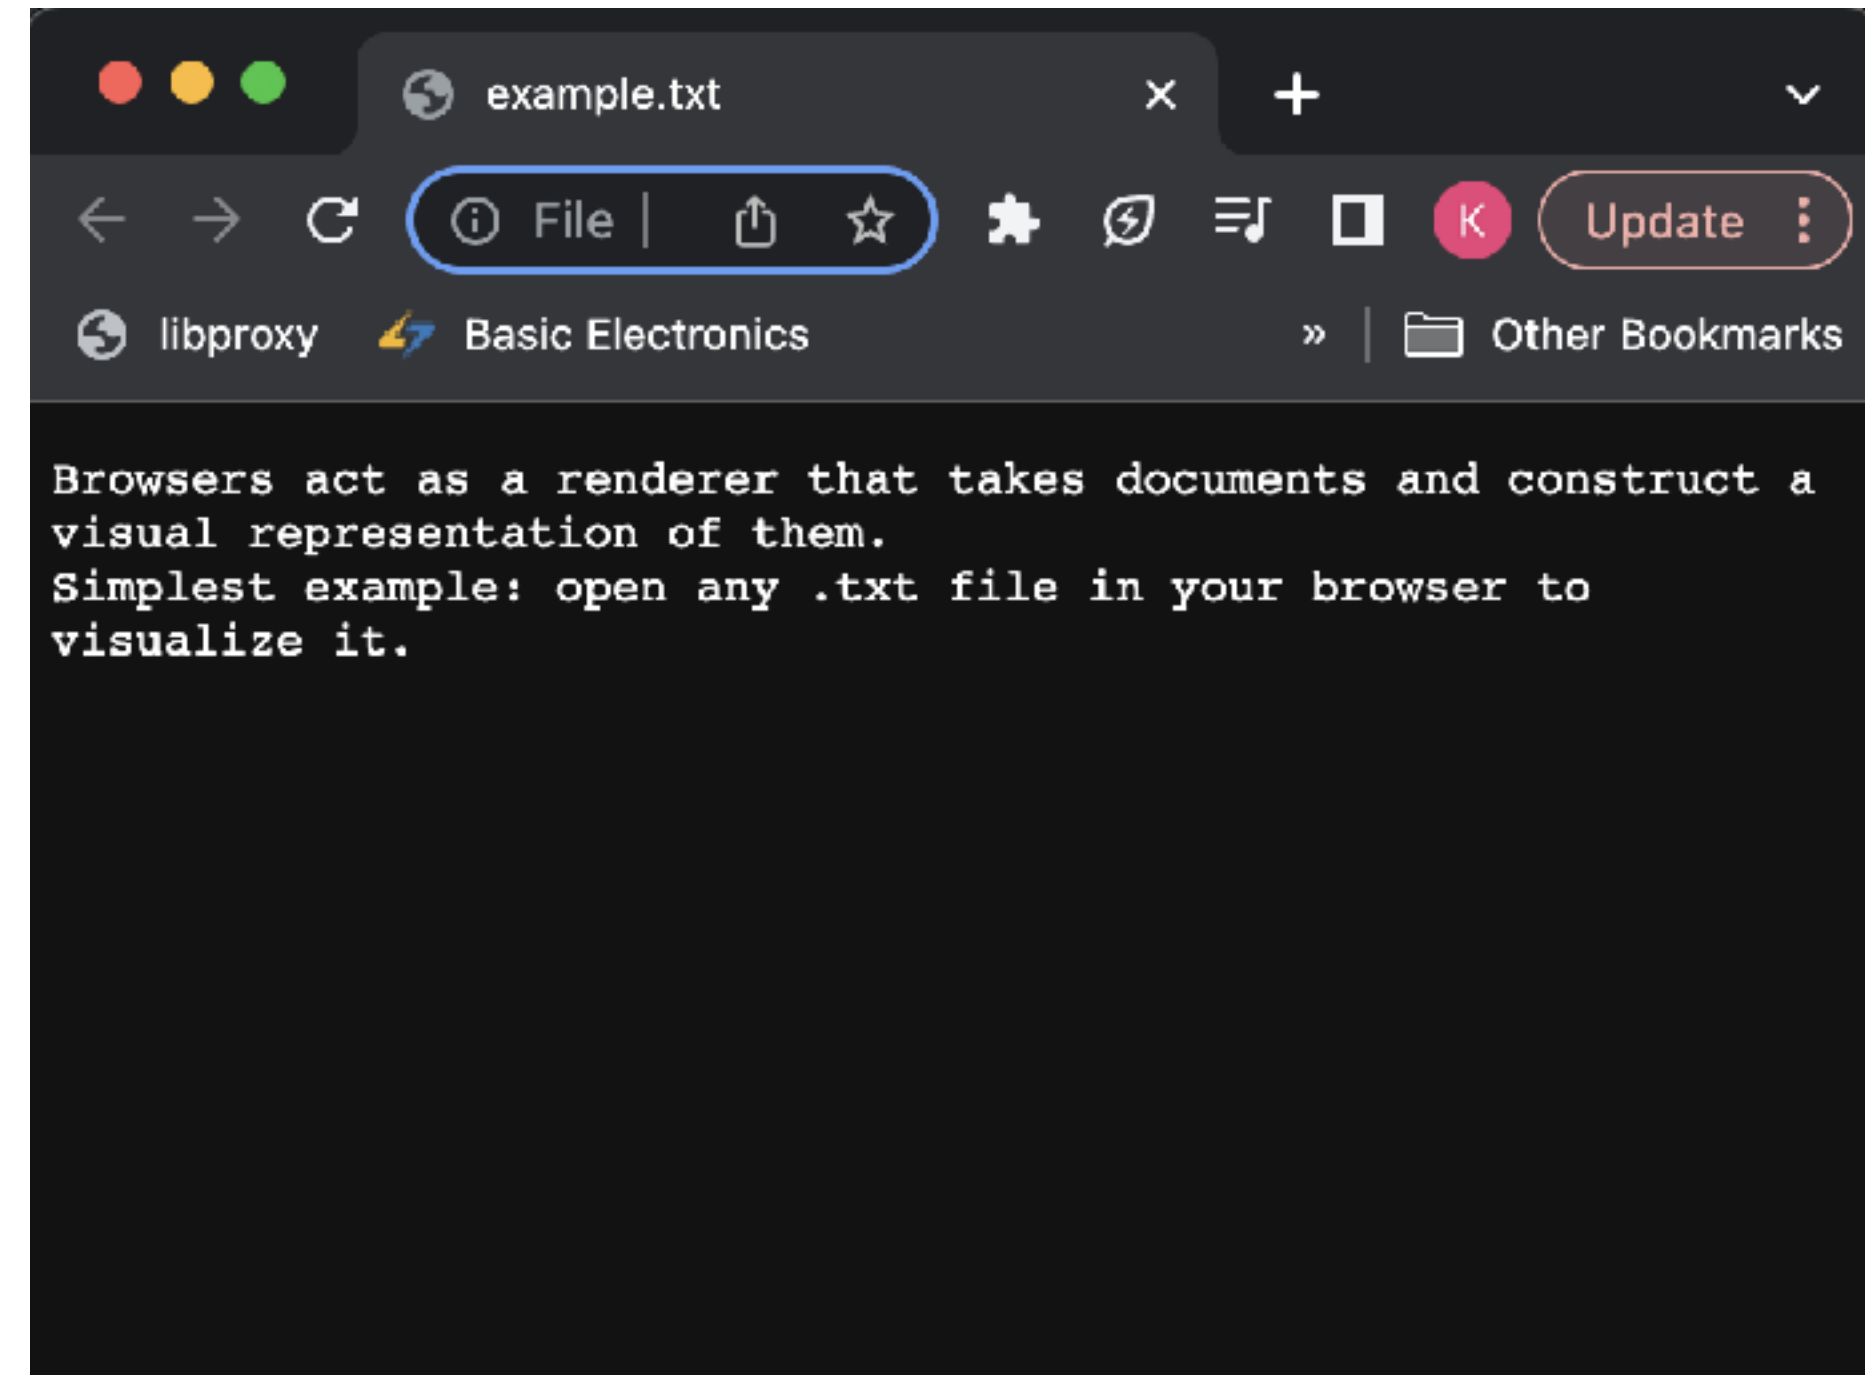 example.txt
File
K
Update
libproxy
Basic Electronics
» Other Bookmarks
Browsers act as a renderer that takes documents and construct a
visual representation of them.
Simplest example: open any .txt file in your browser to
visualize it.